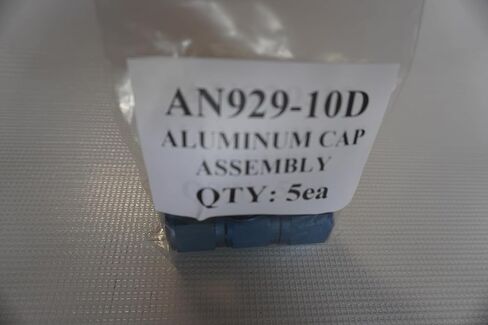 AN929-10D
ALUMINUM CAP
ASSEMBLY
QTY: 5ea